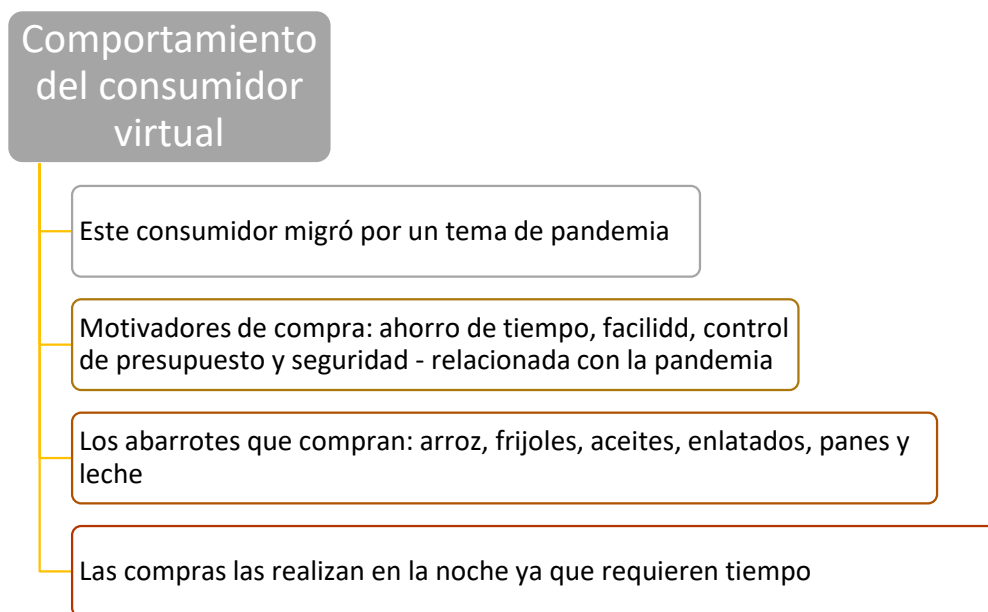 Comportamiento
del consumidor
virtual
Este consumidor migró por un tema de pandemia
Motivadores de compra: ahorro de tiempo, facilidd, control
de presupuesto y seguridad - relacionada con la pandemia
Los abarrotes que compran: arroz, frijoles, aceites, enlatados, panes y
leche
Las compras las realizan en la noche ya que requieren tiempo